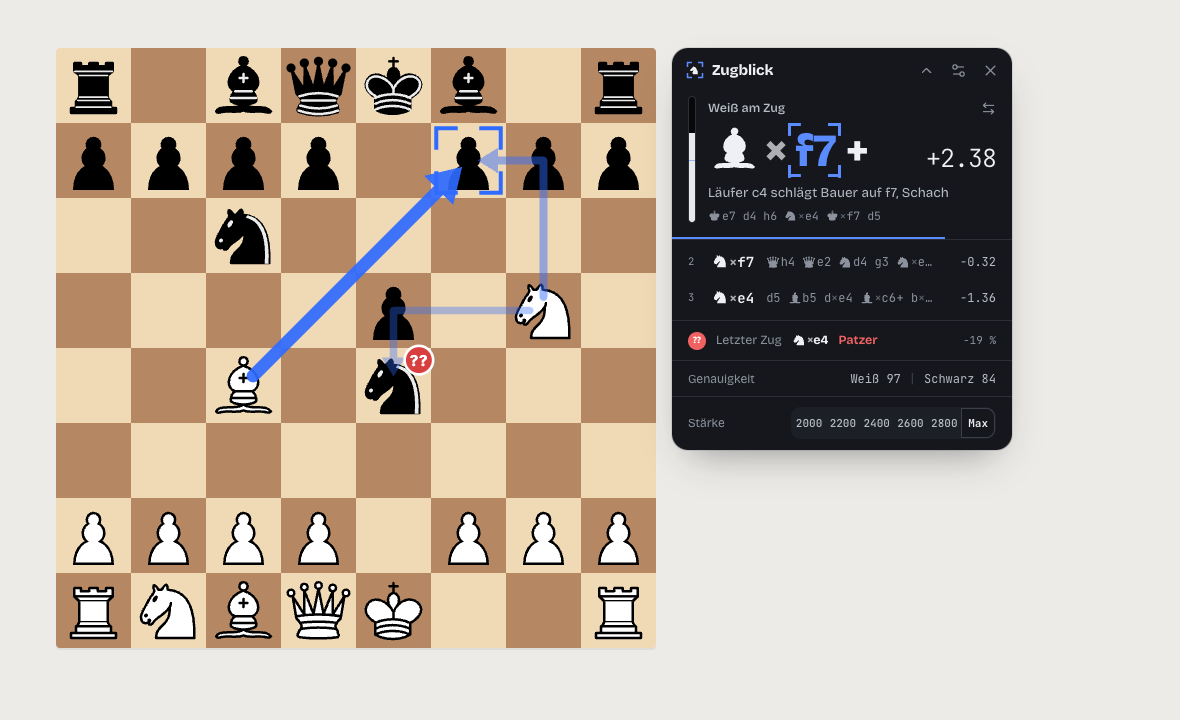 Zugblick
Weiß am Zug
× f7 +
+2.38
Läufer c4 schlägt Bauer auf f7, Schach
♚e7 d4 h6 ♞×e4 ♚×f7 d5
2 ♞×f7 ♛h4 ♛e2 ♞d4 g3 ♞×e… -0.32
3 ♞×e4 d5 ♝b5 d×e4 ♝×c6+ b×… -1.36
?? Letzter Zug ♞×e4 Patzer -19 %
??
Genauigkeit Weiß 97 | Schwarz 84
Stärke 2000 2200 2400 2600 2800 Max